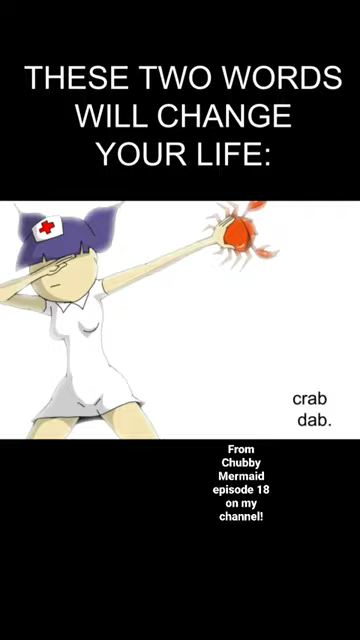 THESE TWO WORDS
WILL CHANGE
YOUR LIFE:
crab
dab.
From
Chubby
Mermaid
episode 18
on my
channel!